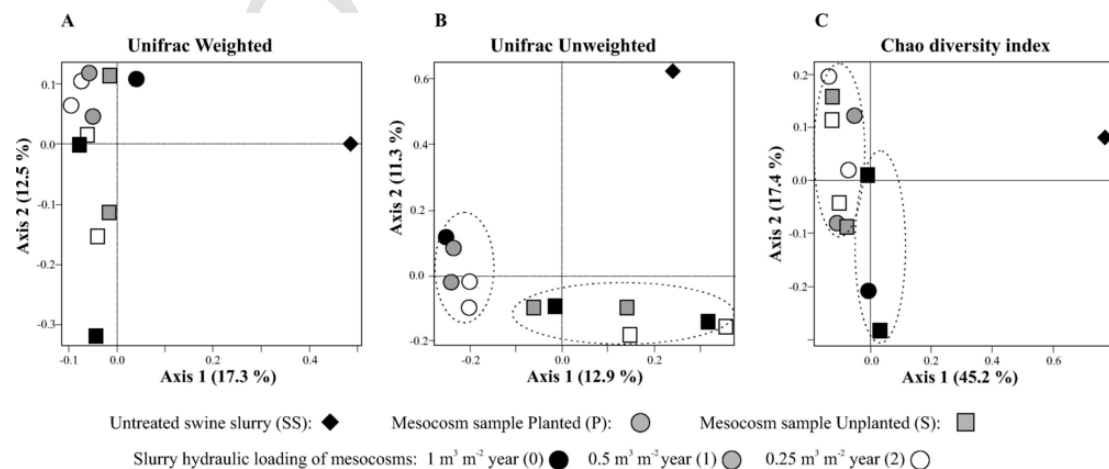 A
Unifrac Weighted
0.1
0.0
-0.1
-0.2
-0.3
-0.1
0.0
0.2
0.4
Axis 2 (12.5 %)
Axis 1 (17.3 %)
B
Unifrac Unweighted
0.6
0.4
0.2
0.0
-0.2
-0.2
0.0
0.2
Axis 2 (11.3 %)
Axis 1 (12.9 %)
C
Chao diversity index
0.2
0.1
0.0
-0.1
-0.2
0.0
0.2
0.6
Axis 2 (17.4 %)
Axis 1 (45.2 %)
Untreated swine slurry (SS): Mesocosm sample Planted (P): Mesocosm sample Unplanted (S):
Slurry hydraulic loading of mesocosms: 1 m³ m⁻² year (0) 0.5 m³ m⁻² year (1) 0.25 m³ m⁻² year (2)